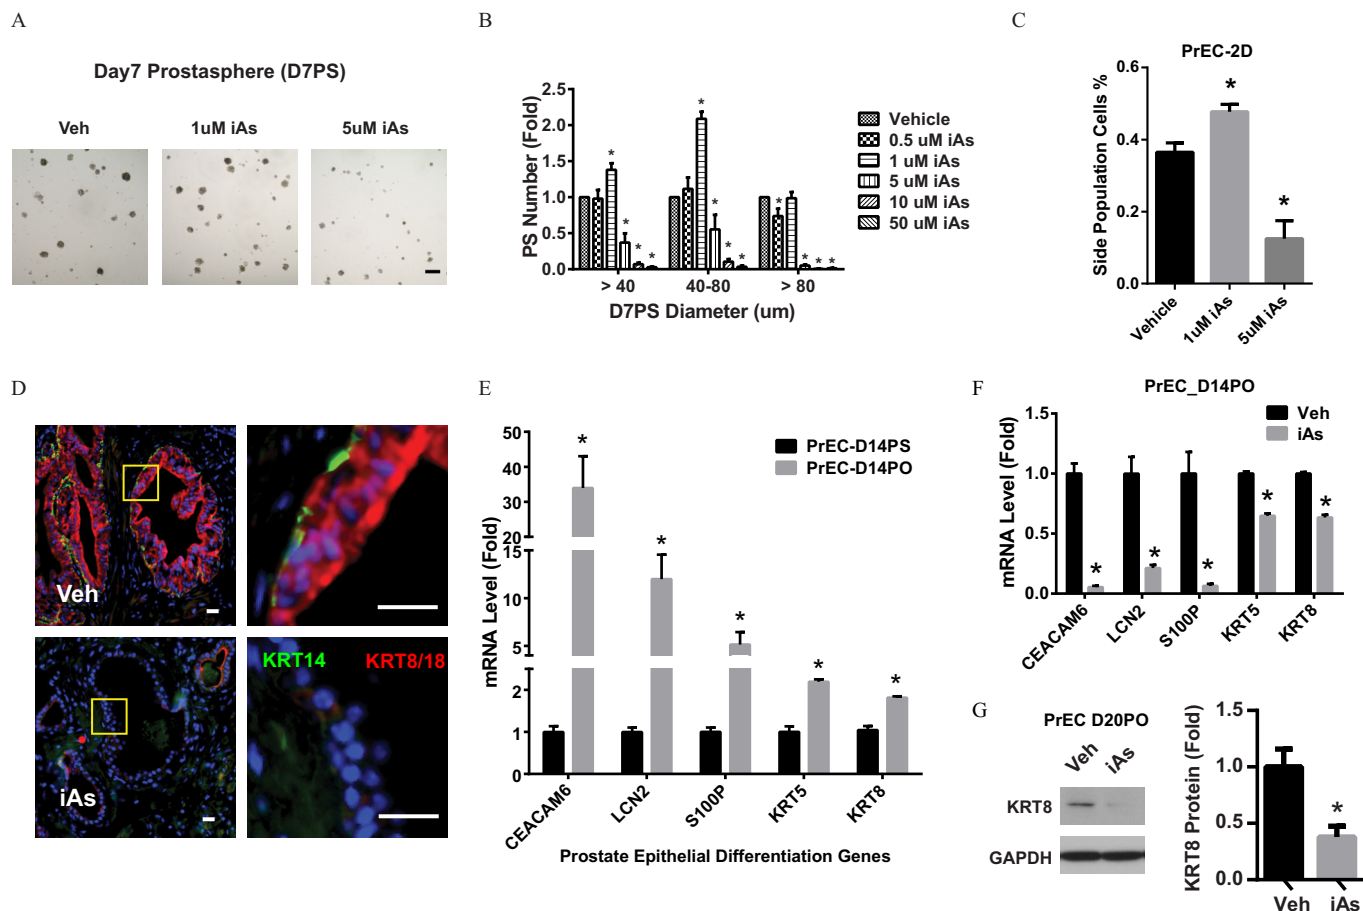 A
Day7 Prostasphere (D7PS)
Veh
1uM iAs
5uM iAs
B
PS Number (Fold)
2.5
2.0
1.5
1.0
0.5
0.0
* * * * *
* * * *
* * * *
> 40
40-80
> 80
D7PS Diameter (um)
Vehicle
0.5 uM iAs
1 uM iAs
5 uM iAs
10 uM iAs
50 uM iAs
C
PrEC-2D
Side Population Cells %
0.6
0.4
0.2
0.0
*
*
Vehicle
1uM iAs
5uM iAs
D
Veh
iAs
KRT14
KRT8/18
E
mRNA Level (Fold)
50
40
30
20
15
10
5
2
1
0
*
*
*
*
*
PrEC-D14PS
PrEC-D14PO
CEACAM6
LCN2
S100P
KRT5
KRT8
Prostate Epithelial Differentiation Genes
F
PrEC_D14PO
mRNA Level (Fold)
1.5
1.0
0.5
0.0
*
*
*
*
*
Veh
iAs
CEACAM6
LCN2
S100P
KRT5
KRT8
G
PrEC D20PO
Veh
iAs
KRT8
GAPDH
KRT8 Protein (Fold)
1.5
1.0
0.5
0.0
*
Veh
iAs